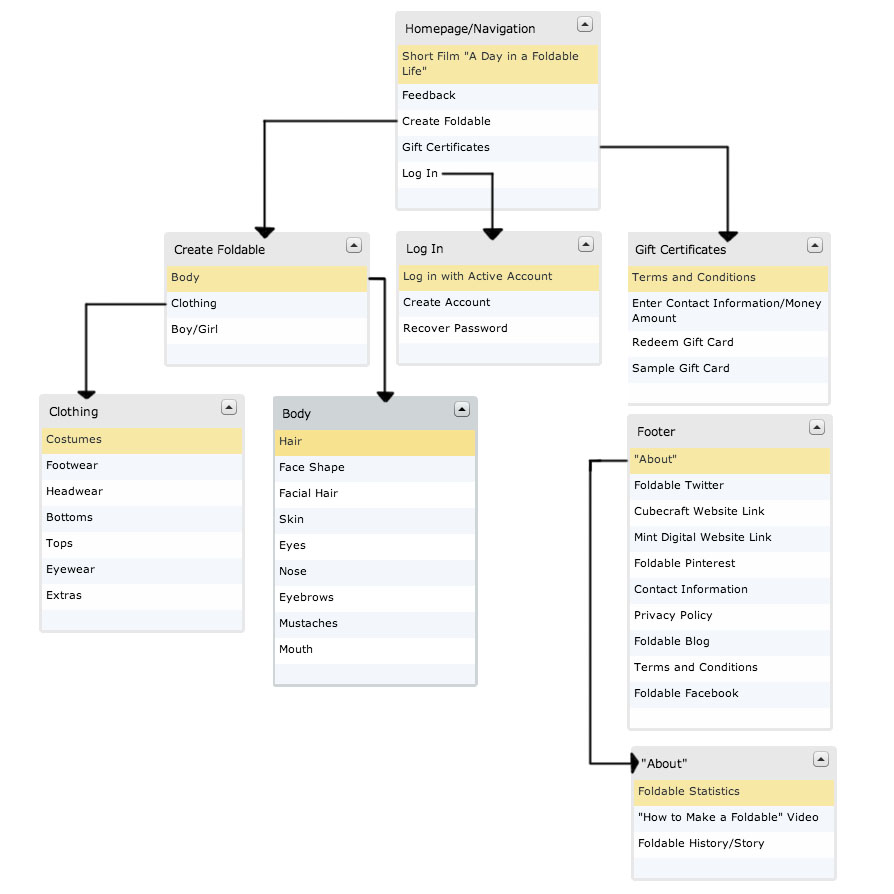 Homepage/Navigation
Short Film "A Day in a Foldable
Life"
Feedback
Create Foldable
Gift Certificates
Log In
Create Foldable
Body
Clothing
Boy/Girl
Log In
Log in with Active Account
Create Account
Recover Password
Gift Certificates
Terms and Conditions
Enter Contact Information/Money
Amount
Redeem Gift Card
Sample Gift Card
Clothing
Costumes
Footwear
Headwear
Bottoms
Tops
Eyewear
Extras
Body
Hair
Face Shape
Facial Hair
Skin
Eyes
Nose
Eyebrows
Mustaches
Mouth
Footer
"About"
Foldable Twitter
Cubecraft Website Link
Mint Digital Website Link
Foldable Pinterest
Contact Information
Privacy Policy
Foldable Blog
Terms and Conditions
Foldable Facebook
"About"
Foldable Statistics
"How to Make a Foldable" Video
Foldable History/Story